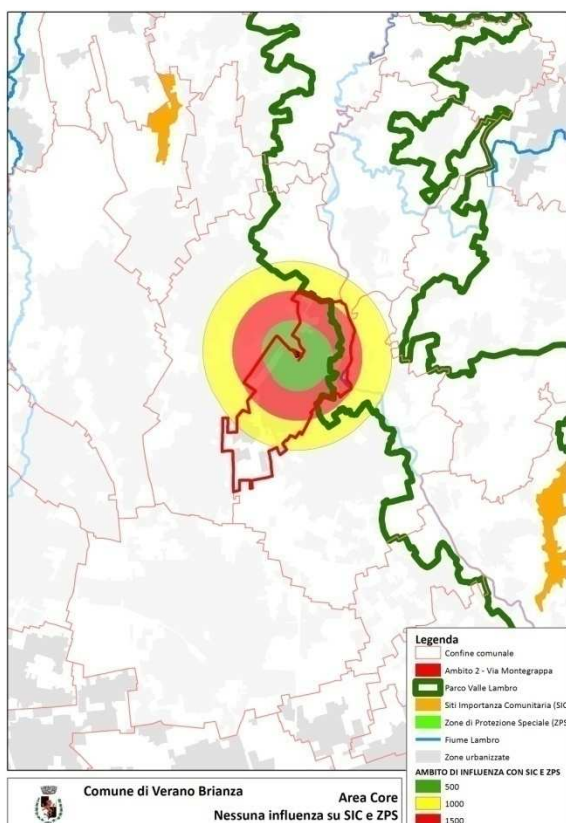 Legenda
Confine comunale
Ambito 2 - Via Montegrappa
Parco Valle Lambro
Siti Importanza Comunitaria (SIC
Zone di Protezione Speciale (ZPS
Fiume Lambro
Zone urbanizzate
AMBITO DI INFLUENZA CON SIC E ZPS
500
1000
1500
Comune di Verano Brianza
Area Core
Nessuna influenza su SIC e ZPS